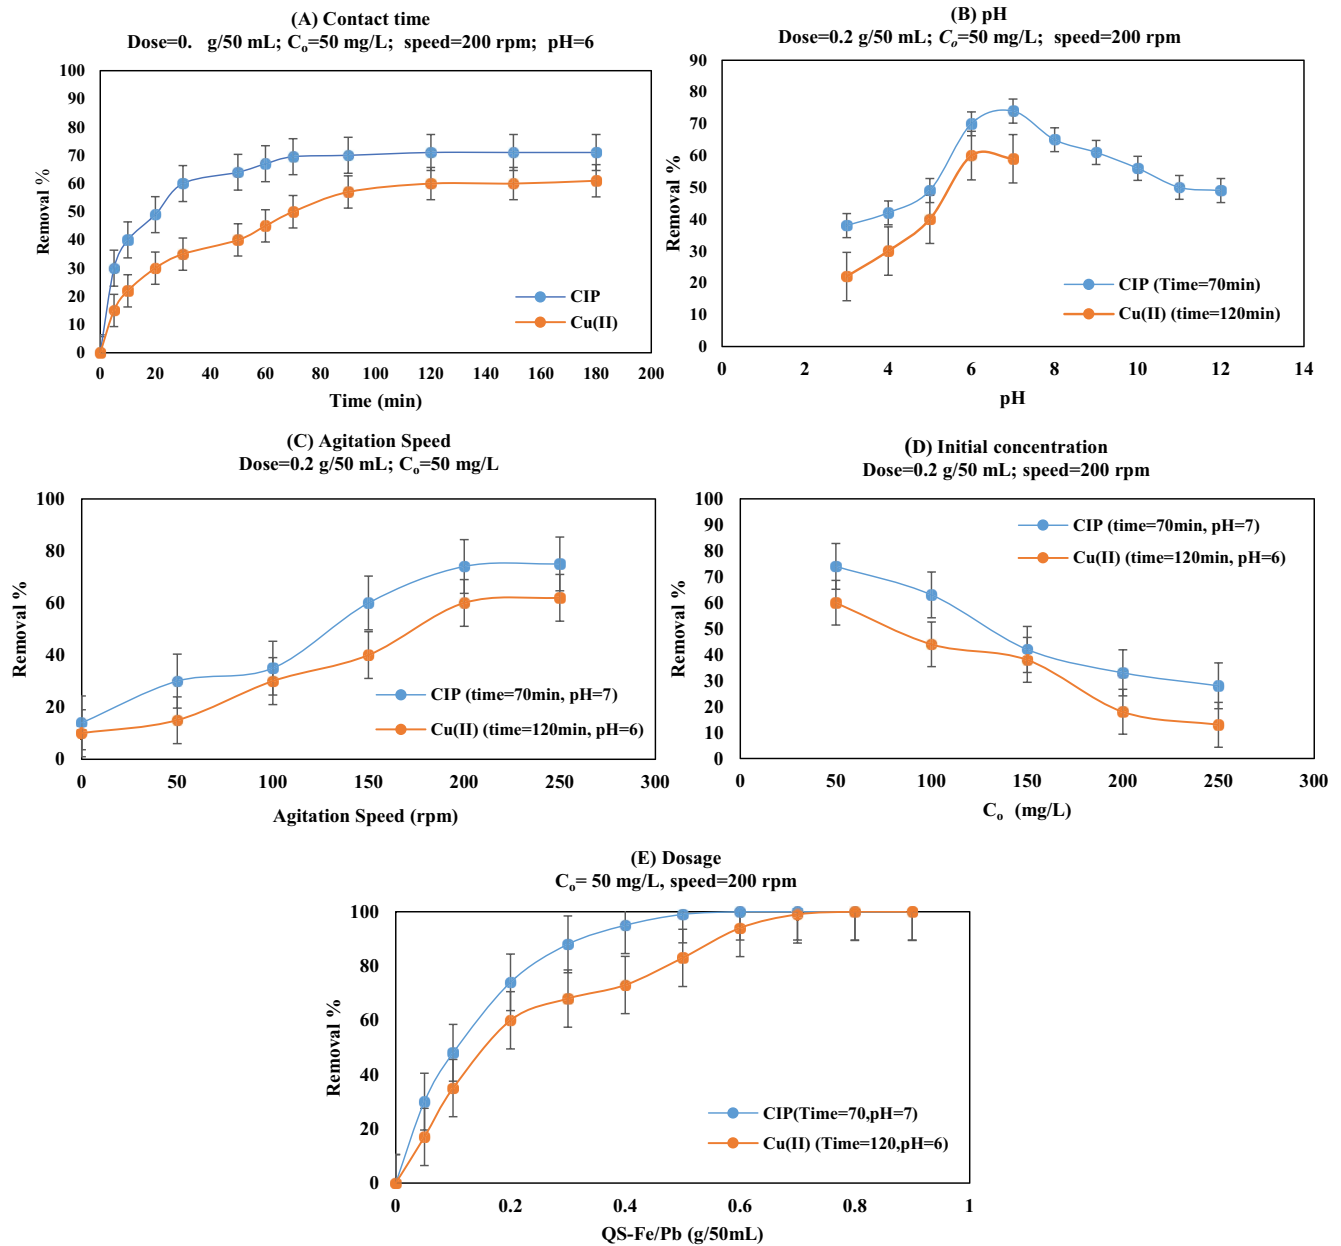 (A) Contact time
Dose=0. g/50 mL; Co=50 mg/L; speed=200 rpm; pH=6
100
90
80
70
60
50
40
30
20
10
0
Removal %
CIP
Cu(II)
0 20 40 60 80 100 120 140 160 180 200
Time (min)
(B) pH
Dose=0.2 g/50 mL; Co=50 mg/L; speed=200 rpm
90
80
70
60
50
40
30
20
10
0
Removal %
CIP (Time=70min)
Cu(II) (time=120min)
0 2 4 6 8 10 12 14
pH
(C) Agitation Speed
Dose=0.2 g/50 mL; Co=50 mg/L
100
80
60
40
20
0
Removal %
CIP (time=70min, pH=7)
Cu(II) (time=120min, pH=6)
0 50 100 150 200 250 300
Agitation Speed (rpm)
(D) Initial concentration
Dose=0.2 g/50 mL; speed=200 rpm
100
90
80
70
60
50
40
30
20
10
0
Removal %
CIP (time=70min, pH=7)
Cu(II) (time=120min, pH=6)
0 50 100 150 200 250 300
Co (mg/L)
(E) Dosage
Co= 50 mg/L, speed=200 rpm
100
80
60
40
20
0
Removal %
CIP(Time=70,pH=7)
Cu(II) (Time=120,pH=6)
0 0.2 0.4 0.6 0.8 1
QS-Fe/Pb (g/50mL)